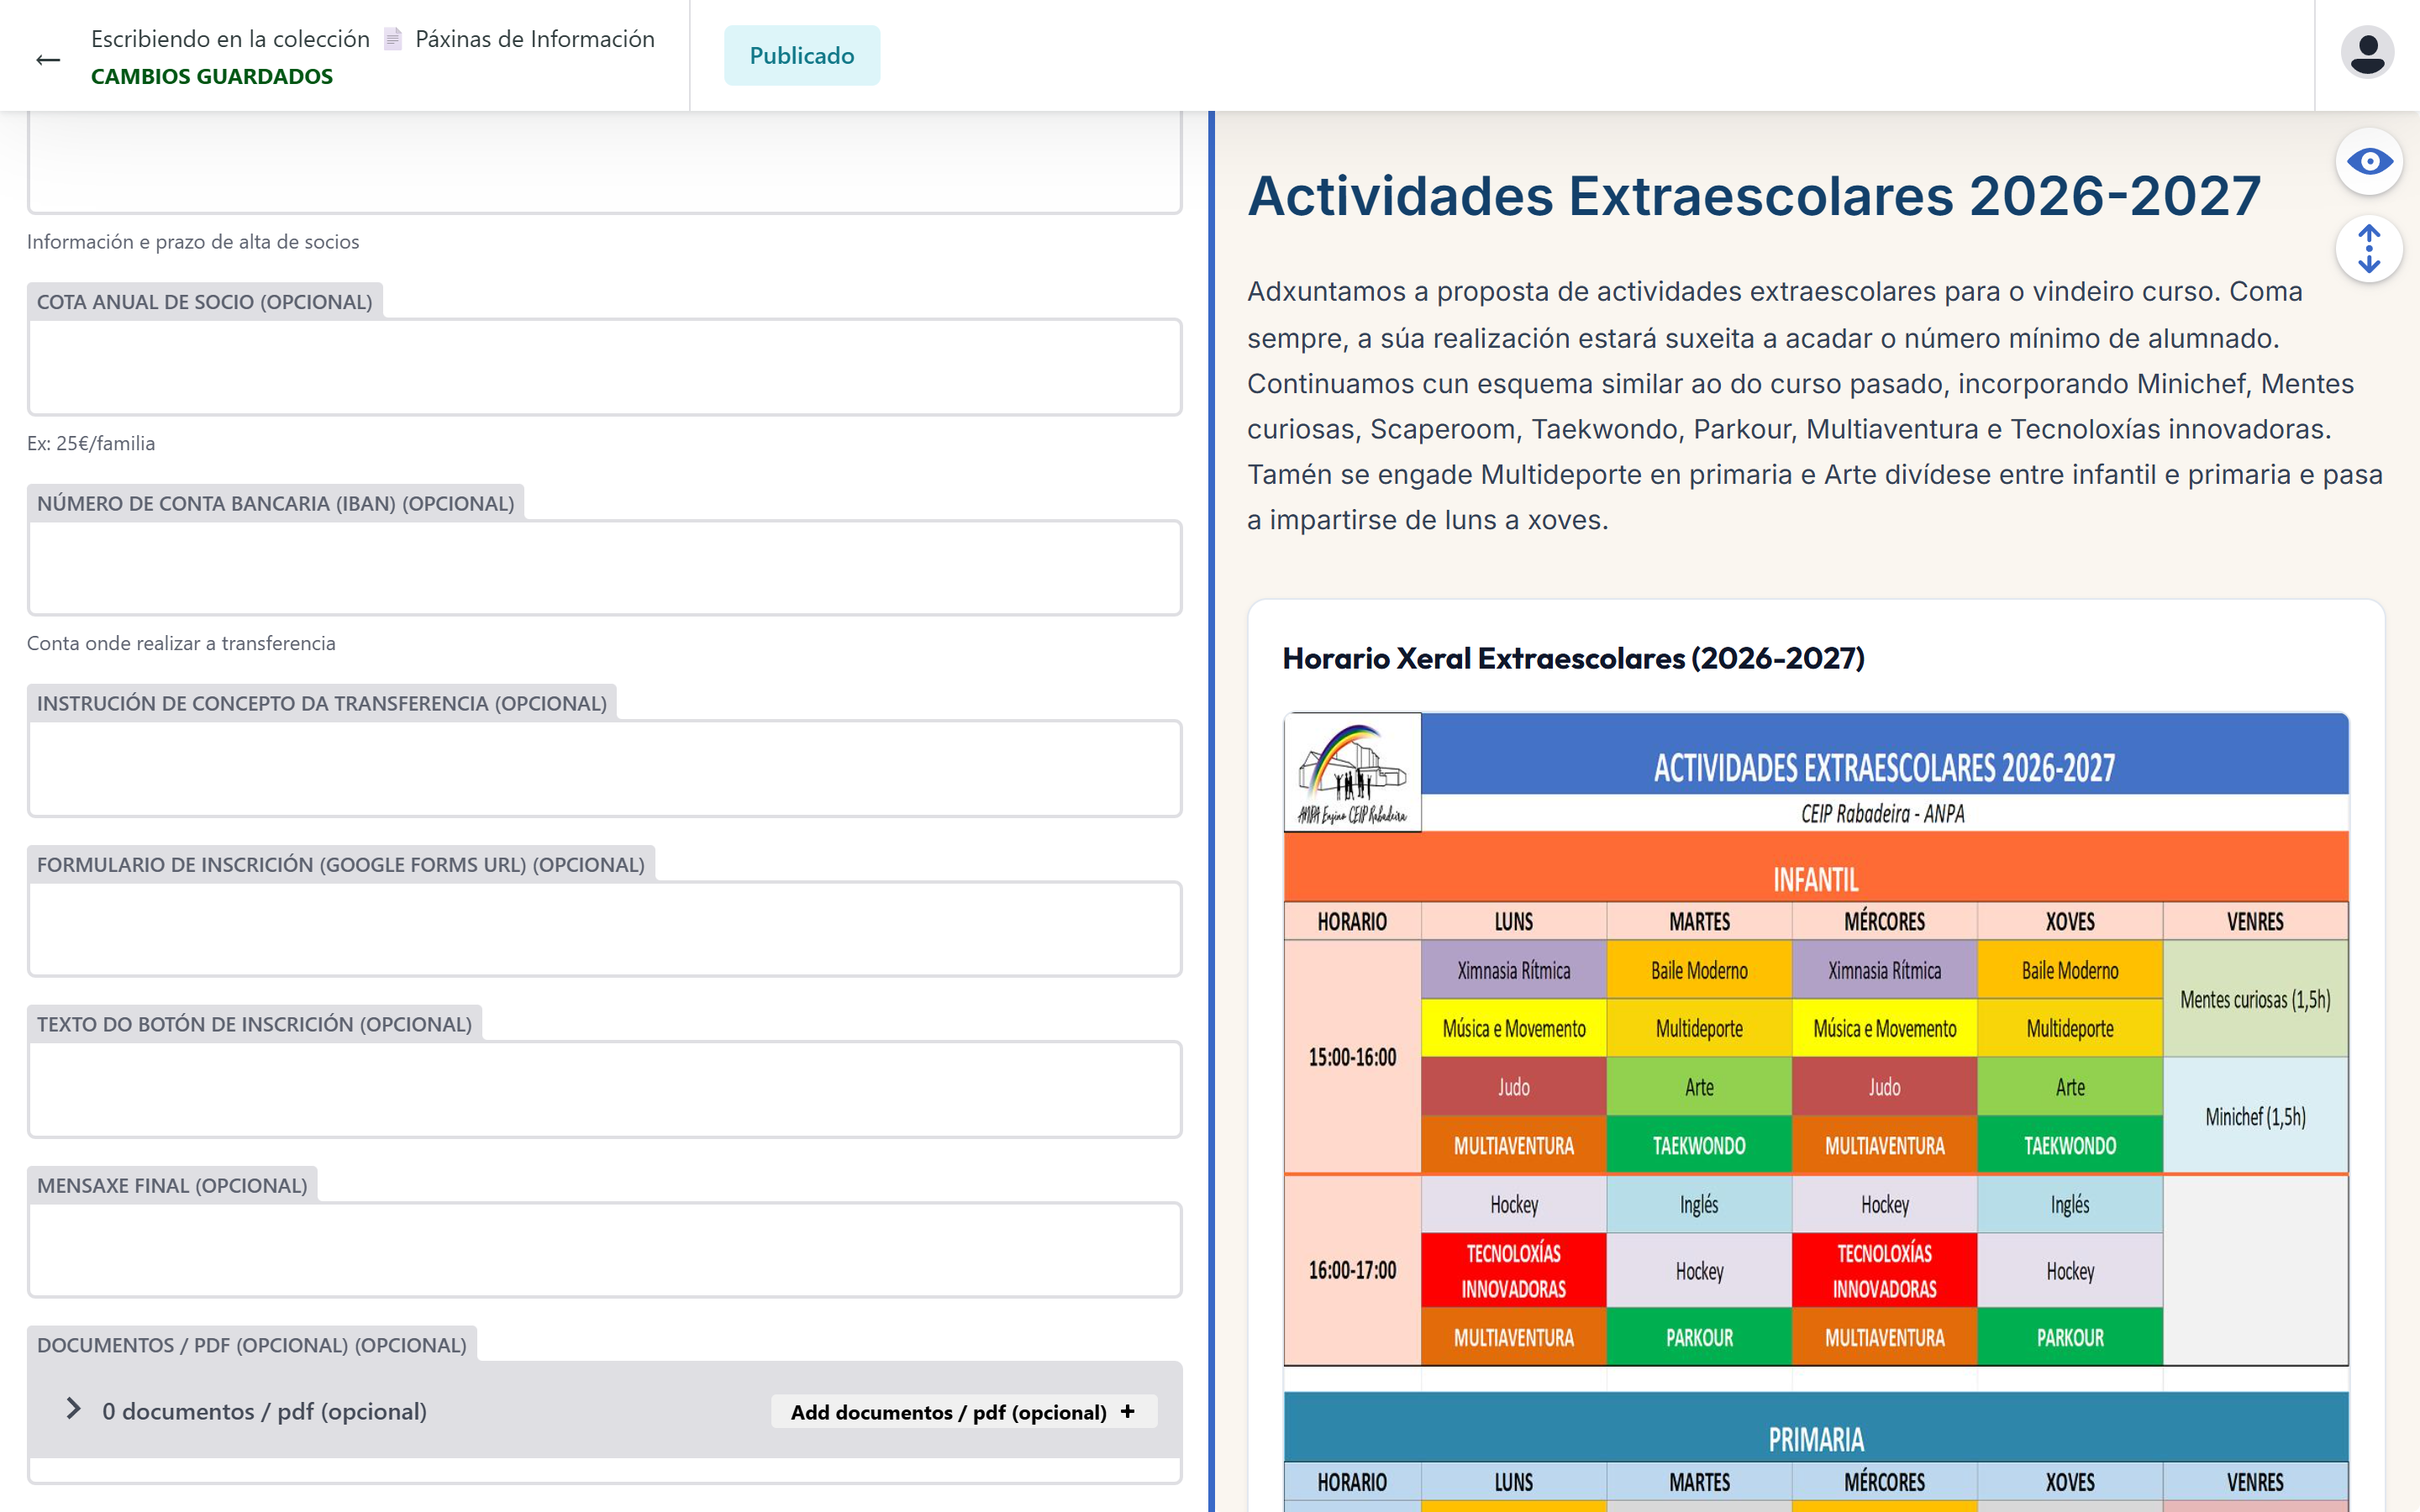 Escribiendo en la colección Páxinas de Información
CAMBIOS GUARDADOS
Publicado
Información e prazo de alta de socios
COTA ANUAL DE SOCIO (OPCIONAL)
Ex: 25€/familia
NÚMERO DE CONTA BANCARIA (IBAN) (OPCIONAL)
Conta onde realizar a transferencia
INSTRUCIÓN DE CONCEPTO DA TRANSFERENCIA (OPCIONAL)
FORMULARIO DE INSCRICIÓN (GOOGLE FORMS URL) (OPCIONAL)
TEXTO DO BOTÓN DE INSCRICIÓN (OPCIONAL)
MENSAXE FINAL (OPCIONAL)
DOCUMENTOS / PDF (OPCIONAL) (OPCIONAL)
0 documentos / pdf (opcional)
Add documentos / pdf (opcional) +
Actividades Extraescolares 2026-2027
Adxuntamos a proposta de actividades extraescolares para o vindeiro curso. Coma
sempre, a súa realización estará suxeita a acadar o número mínimo de alumnado.
Continuamos cun esquema similar ao do curso pasado, incorporando Minichef, Mentes
curiosas, Scaperoom, Taekwondo, Parkour, Multiaventura e Tecnoloxías innovadoras.
Tamén se engade Multideporte en primaria e Arte divídese entre infantil e primaria e pasa
a impartirse de luns a xoves.
Horario Xeral Extraescolares (2026-2027)
ANPA Ensino CEIP Rabadeira
ACTIVIDADES EXTRAESCOLARES 2026-2027
CEIP Rabadeira - ANPA
INFANTIL
HORARIO LUNS MARTES MÉRCORES XOVES VENRES
15:00-16:00
Ximnasia Rítmica Baile Moderno Ximnasia Rítmica Baile Moderno
Mentes curiosas (1,5h)
Música e Movemento Multideporte Música e Movemento Multideporte
Judo Arte Judo Arte
Minichef (1,5h)
MULTIAVENTURA TAEKWONDO MULTIAVENTURA TAEKWONDO
16:00-17:00
Hockey Inglés Hockey Inglés
TECNOLOXÍAS INNOVADORAS Hockey TECNOLOXÍAS INNOVADORAS Hockey
MULTIAVENTURA PARKOUR MULTIAVENTURA PARKOUR
PRIMARIA
HORARIO LUNS MARTES MÉRCORES XOVES VENRES